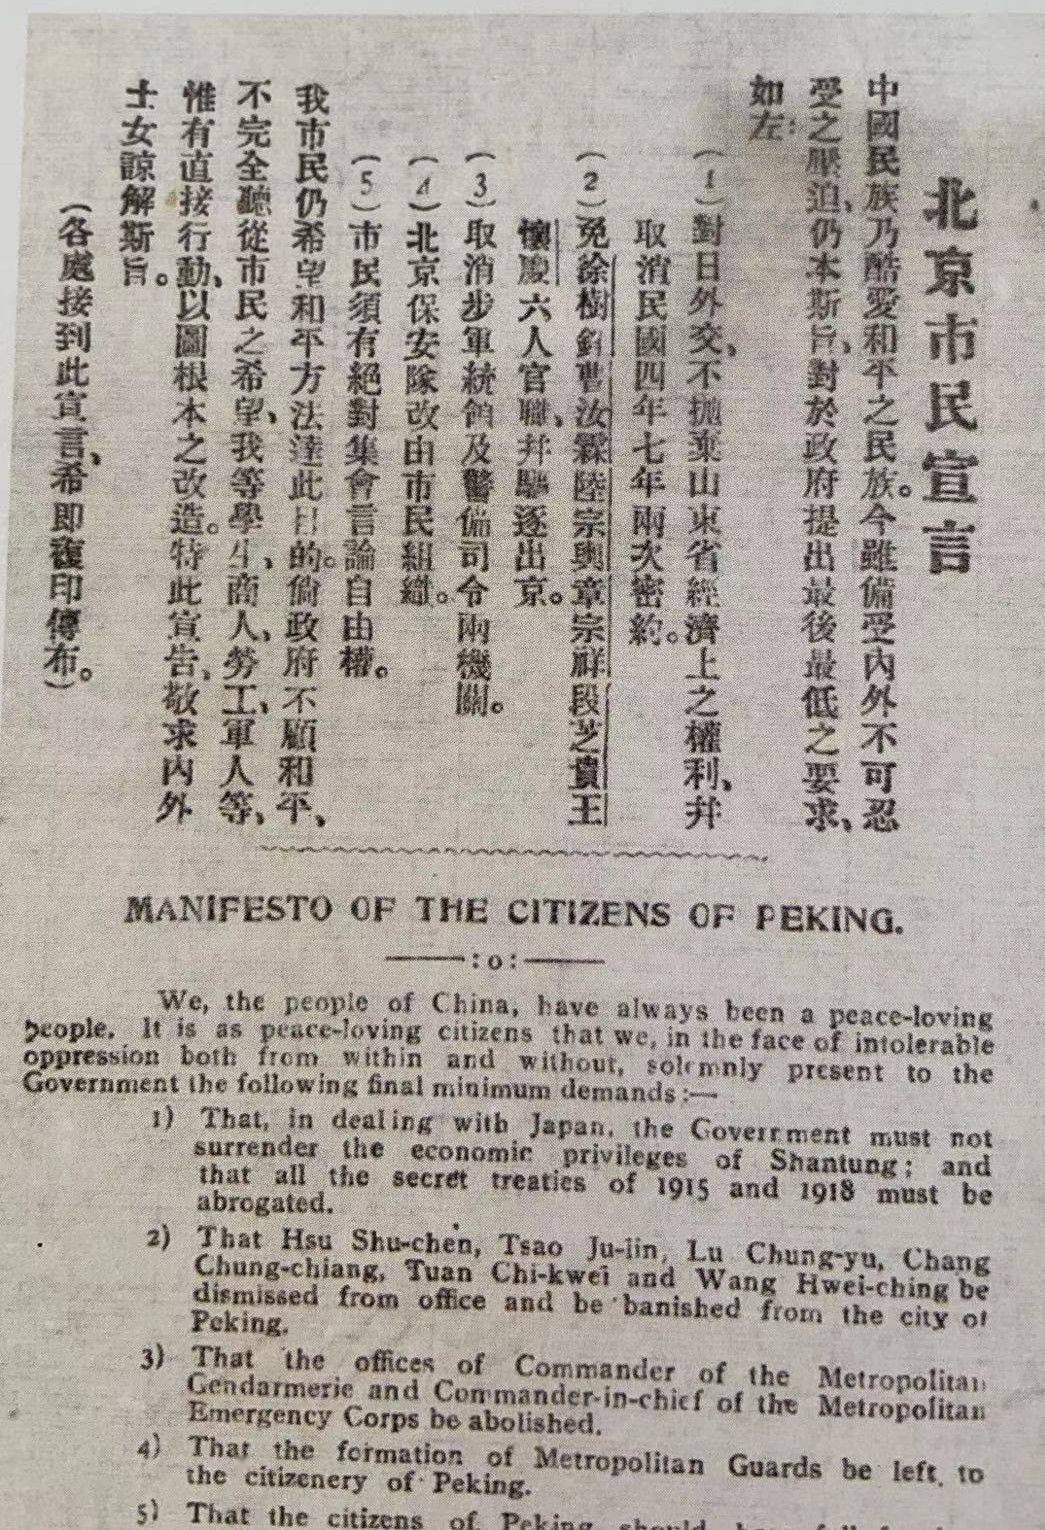 北京市民宣言
中國民族乃酷愛和平之民族。今雖備受內外不可忍
受之壓迫、仍本斯旨、對於政府提出最後最低之要求、
如左：
（1）對日外交、不拋棄山東省經濟上之權利、幷
取消民國四年七年兩次密約。
（2）免徐樹錚曹汝霖陸宗輿章宗祥段芝貴王
懷慶六人官職、幷驅逐出京。
（3）取消步軍統領及警備司令兩機關。
（4）北京保安隊改由市民組織。
（5）市民須有絕對集會言論自由權。
我市民仍希望和平方法達此目的。倘政府不顧和平、
不完全聽從市民之希望、我等學生、商人、勞工、軍人等、
惟有直接行動、以圖根本之改造。特此宣告、敬求內外
士女諒解斯旨。
（各處接到此宣言、希即複印傳布。）
MANIFESTO OF THE CITIZENS OF PEKING.
——:o:——
We, the people of China, have always been a peace-loving
people. It is as peace-loving citizens that we, in the face of intolerable
oppression both from within and without, solemnly present to the
Government the following final minimum demands :—
1) That, in dealing with Japan, the Government must not
surrender the economic privileges of Shantung; and
that all the secret treaties of 1915 and 1918 must be
abrogated.
2) That Hsu Shu-chen, Tsao Ju-lin, Lu Chung-yu, Chang
Chung-chiang, Tuan Chi-kwei and Wang Hwei-ching be
dismissed from office and be banished from the city of
Peking.
3) That the offices of Commander of the Metropolitan
Gendarmerie and Commander-in-chief of the Metropolitan
Emergency Corps be abolished.
4) That the formation of Metropolitan Guards be left to
the citizenery of Peking.
5) That the citizens of Peking should have